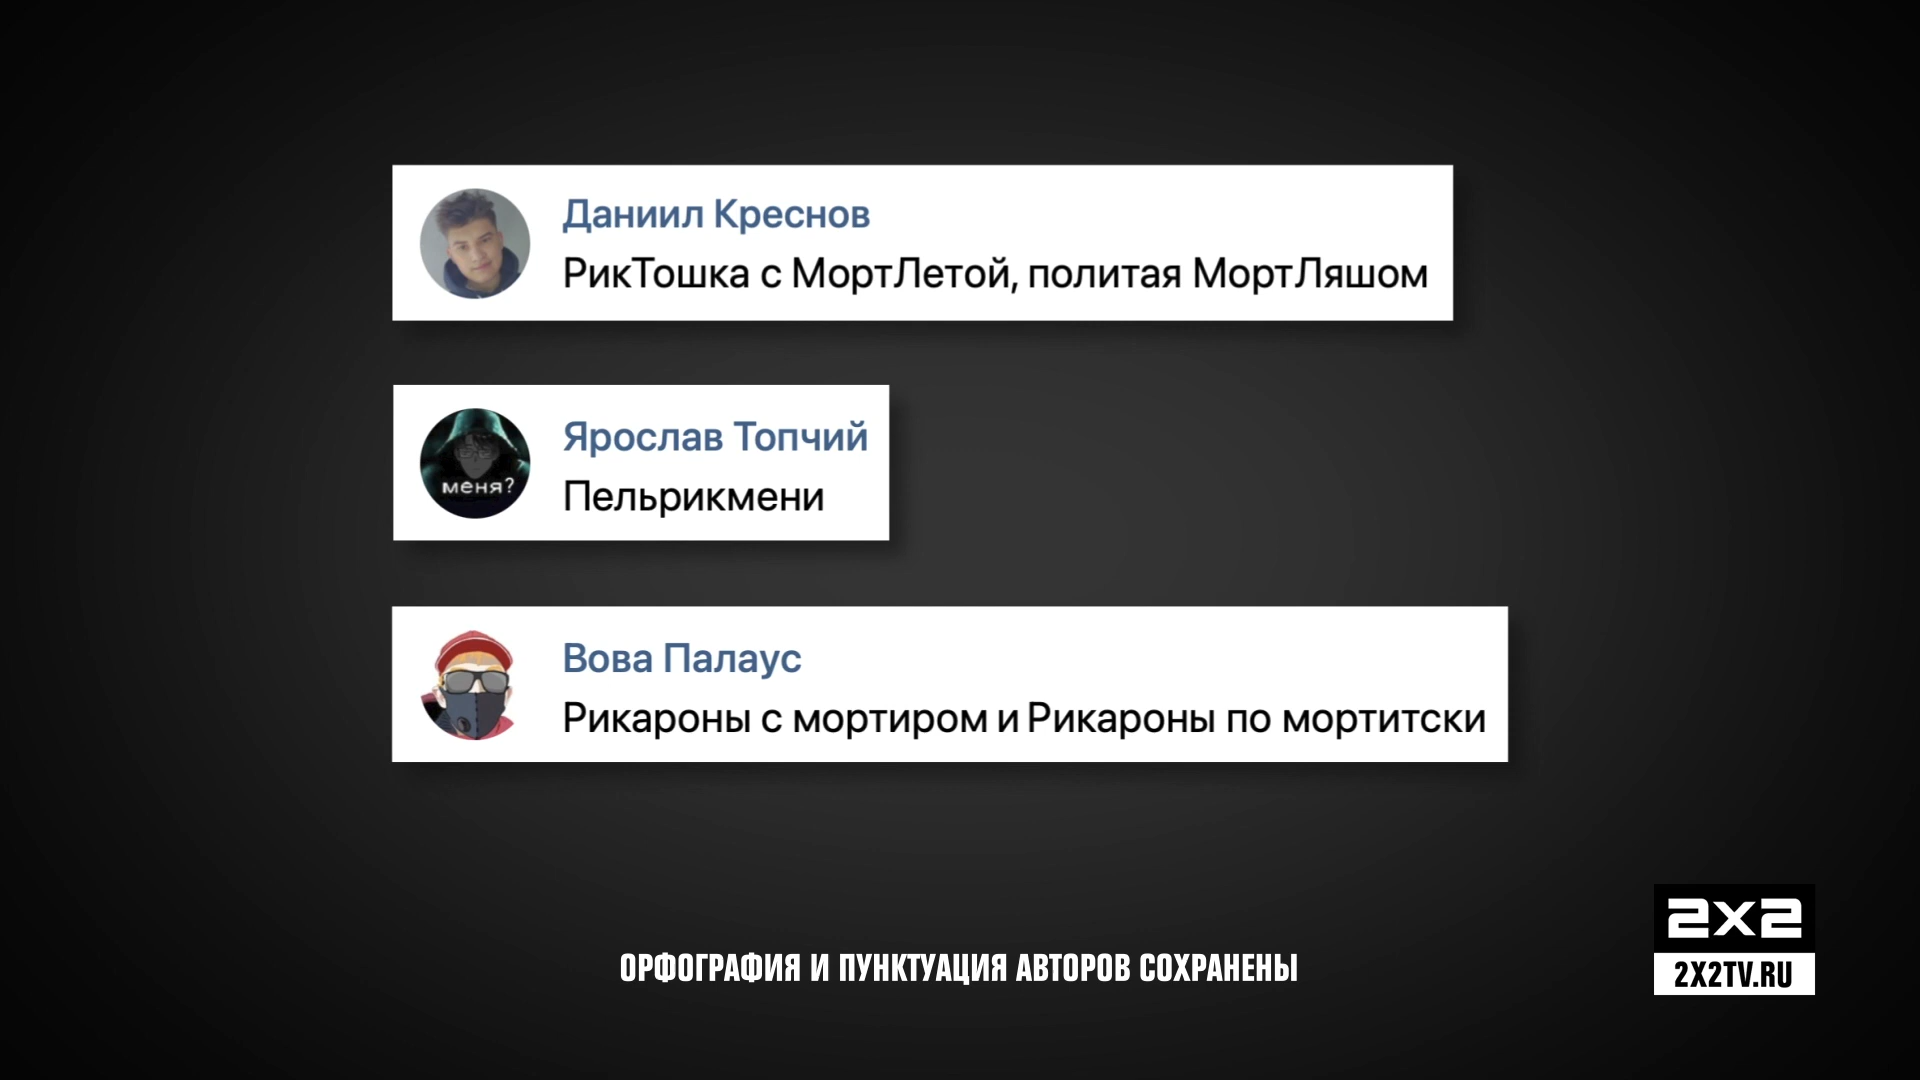 Даниил Креснов
РикТошка с МортЛетой, политая МортЛяшом
Ярослав Топчий
меня?
Пельрикмени
Вова Палаус
Рикароны с мортиром и Рикароны по мортитски
ОРФОГРАФИЯ И ПУНКТУАЦИЯ АВТОРОВ СОХРАНЕНЫ
2x2
2X2TV.RU